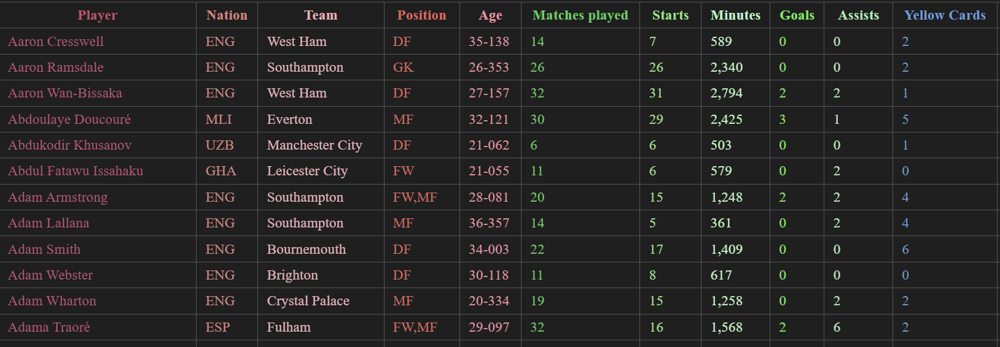 Player Nation Team Position Age Matches played Starts Minutes Goals Assists Yellow Cards
Aaron Cresswell ENG West Ham DF 35-138 14 7 589 0 0 2
Aaron Ramsdale ENG Southampton GK 26-353 26 26 2,340 0 0 2
Aaron Wan-Bissaka ENG West Ham DF 27-157 32 31 2,794 2 2 1
Abdoulaye Doucouré MLI Everton MF 32-121 30 29 2,425 3 1 5
Abdukodir Khusanov UZB Manchester City DF 21-062 6 6 503 0 0 1
Abdul Fatawu Issahaku GHA Leicester City FW 21-055 11 6 579 0 2 0
Adam Armstrong ENG Southampton FW,MF 28-081 20 15 1,248 2 2 4
Adam Lallana ENG Southampton MF 36-357 14 5 361 0 2 4
Adam Smith ENG Bournemouth DF 34-003 22 17 1,409 0 0 6
Adam Webster ENG Brighton DF 30-118 11 8 617 0 0 0
Adam Wharton ENG Crystal Palace MF 20-334 19 15 1,258 0 2 2
Adama Traoré ESP Fulham FW,MF 29-097 32 16 1,568 2 6 2